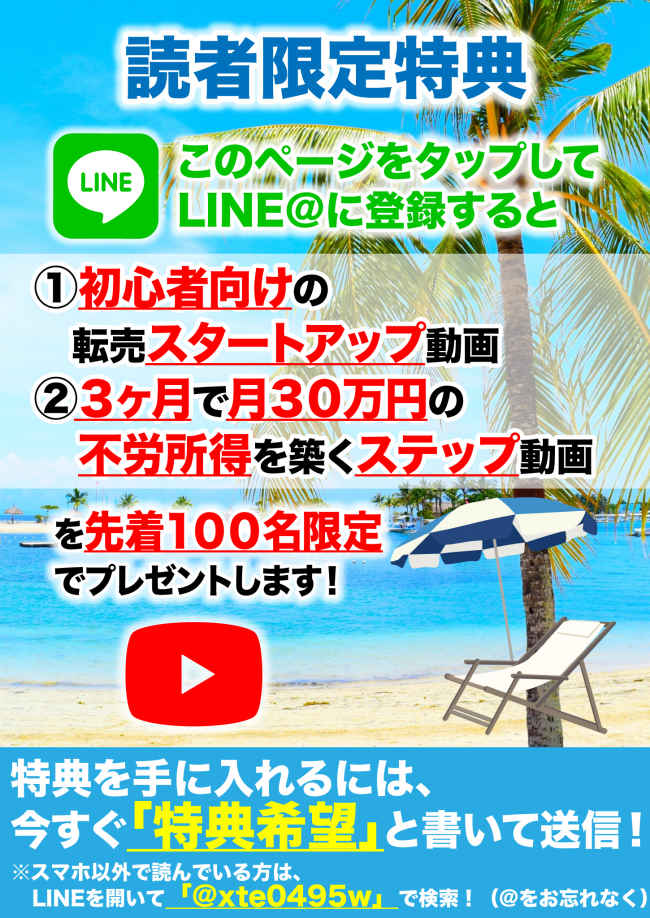 読者限定特典
LINE
このページをタップして
LINE@に登録すると
①初心者向けの
転売スタートアップ動画
②3ヶ月で月30万円の
不労所得を築くステップ動画
を先着100名限定
でプレゼントします!
特典を手に入れるには、
今すぐ「特典希望」と書いて送信!
※スマホ以外で読んでいる方は、
LINEを開いて「@xte0495w」で検索!(@をお忘れなく)